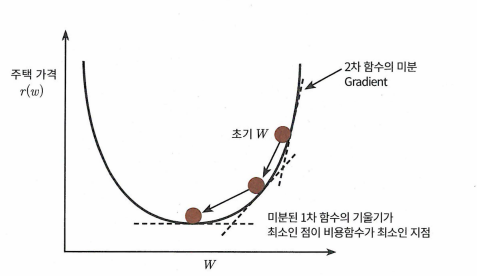 주택 가격
r(w)
2차 함수의 미분
Gradient
초기 W
미분된 1차 함수의 기울기가
최소인 점이 비용함수가 최소인 지점
W